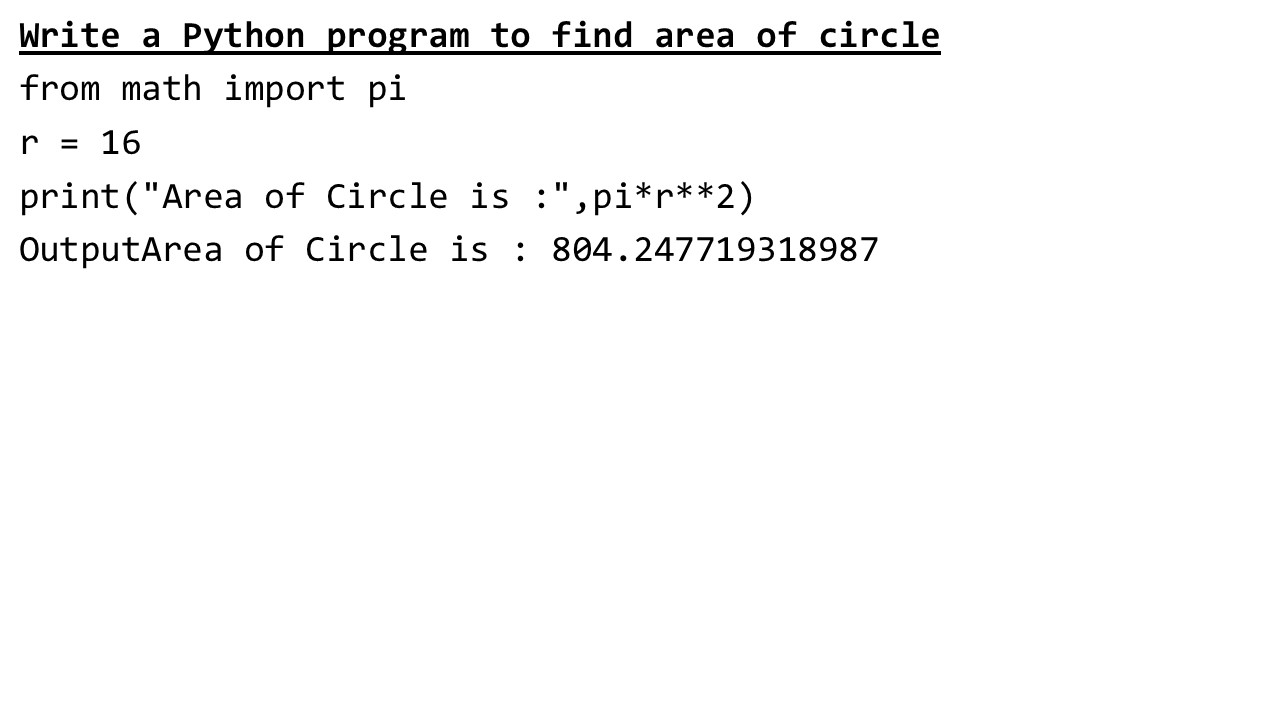 Write a Python program to find area of circle
from math import pi
r = 16
print("Area of Circle is :",pi*r**2)
OutputArea of Circle is : 804.247719318987